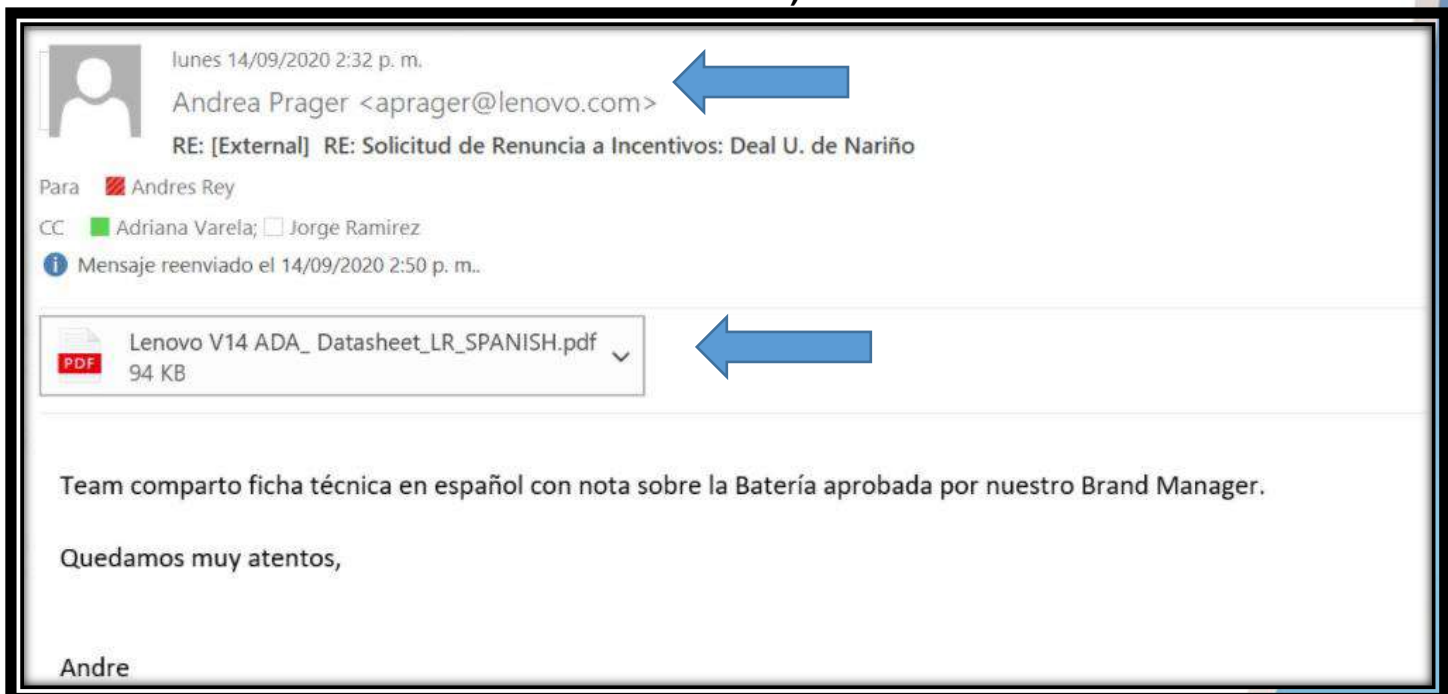 lunes 14/09/2020 2:32 p. m.
Andrea Prager <aprager@lenovo.com>
RE: [External] RE: Solicitud de Renuncia a Incentivos: Deal U. de Nariño
Para Andres Rey
CC Adriana Varela; Jorge Ramirez
Mensaje reenviado el 14/09/2020 2:50 p. m..
PDF
Lenovo V14 ADA_ Datasheet_LR_SPANISH.pdf
94 KB
Team comparto ficha técnica en español con nota sobre la Batería aprobada por nuestro Brand Manager.
Quedamos muy atentos,
Andre